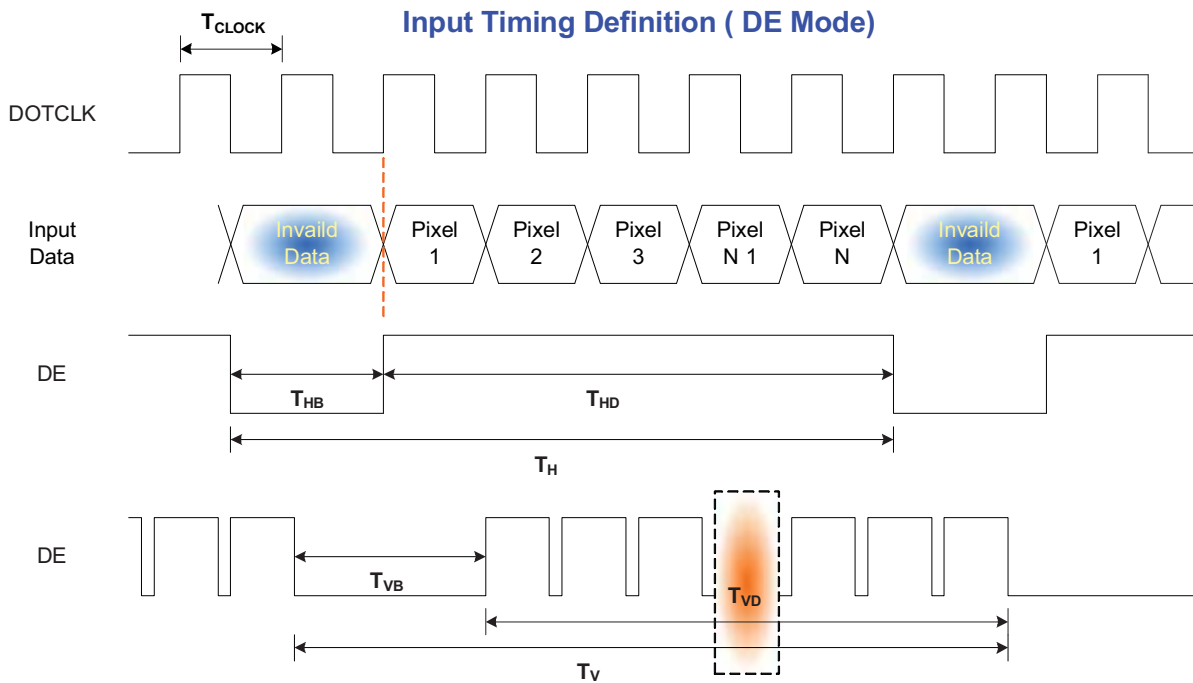 Input Timing Definition ( DE Mode)
TCLOCK
DOTCLK
Input
Data
Invaild
Data
Pixel
1
Pixel
2
Pixel
3
Pixel
N 1
Pixel
N
Invaild
Data
Pixel
1
DE
THB
THD
TH
DE
TVB
TVD
TV